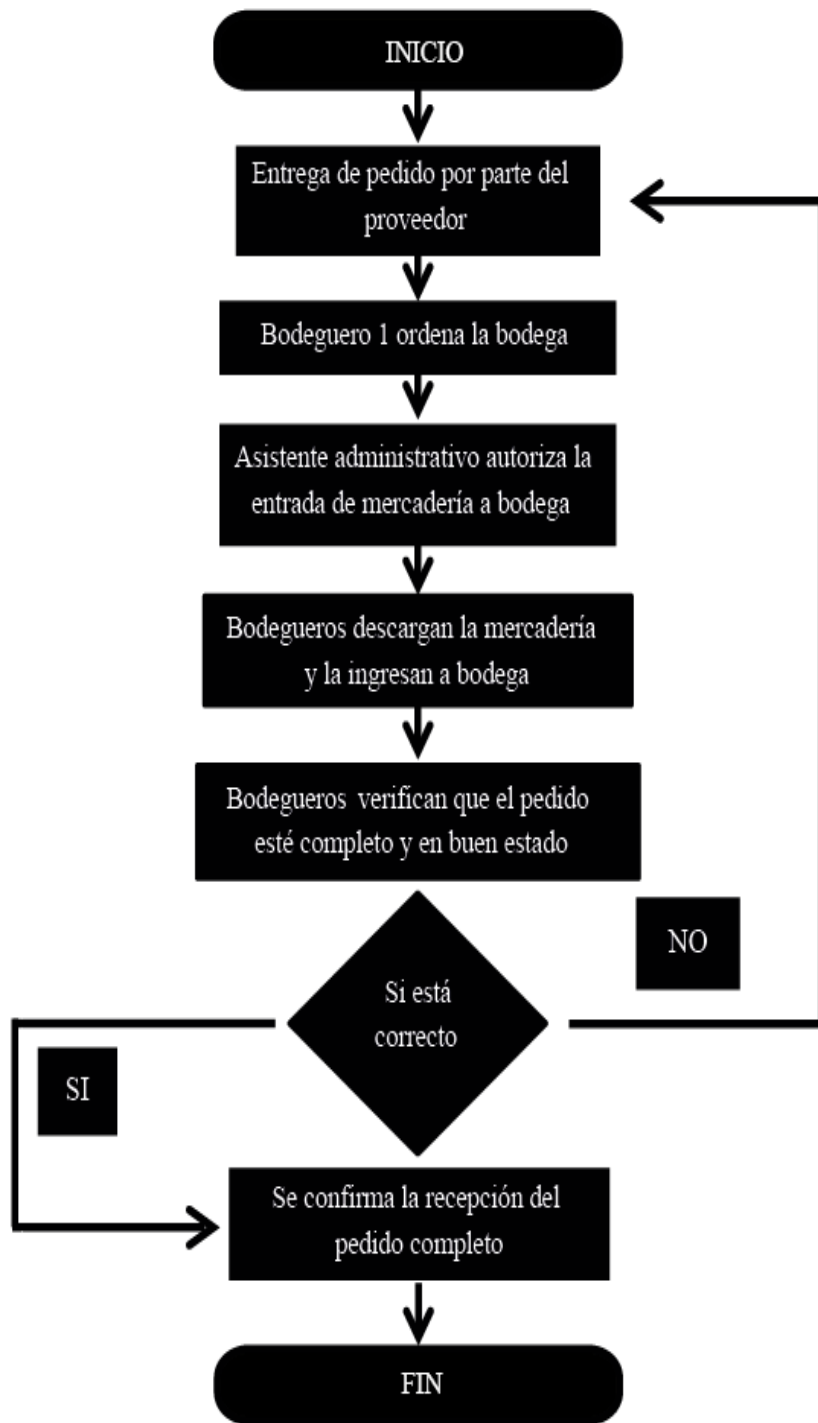 INICIO
Entrega de pedido por parte del
proveedor
Bodeguero 1 ordena la bodega
Asistente administrativo autoriza la
entrada de mercadería a bodega
Bodegueros descargan la mercadería
y la ingresan a bodega
Bodegueros verifican que el pedido
esté completo y en buen estado
NO
Si está
correcto
SI
Se confirma la recepción del
pedido completo
FIN